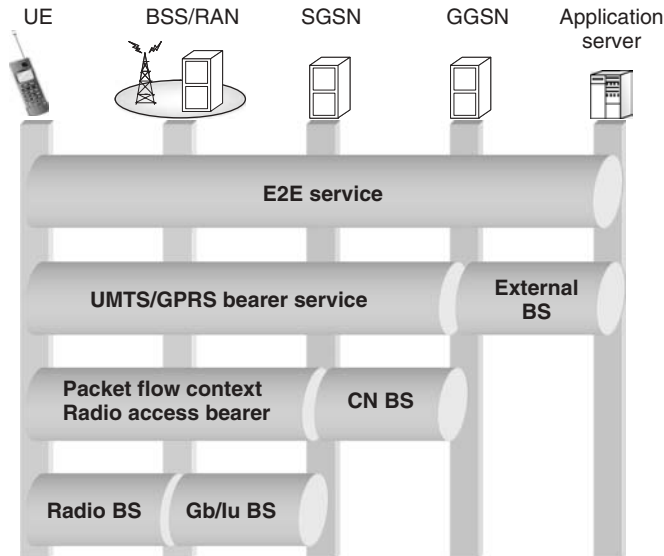 UE
BSS/RAN
SGSN
GGSN
Application
server
E2E service
UMTS/GPRS bearer service
External
BS
Packet flow context
Radio access bearer
CN BS
Radio BS
Gb/Iu BS